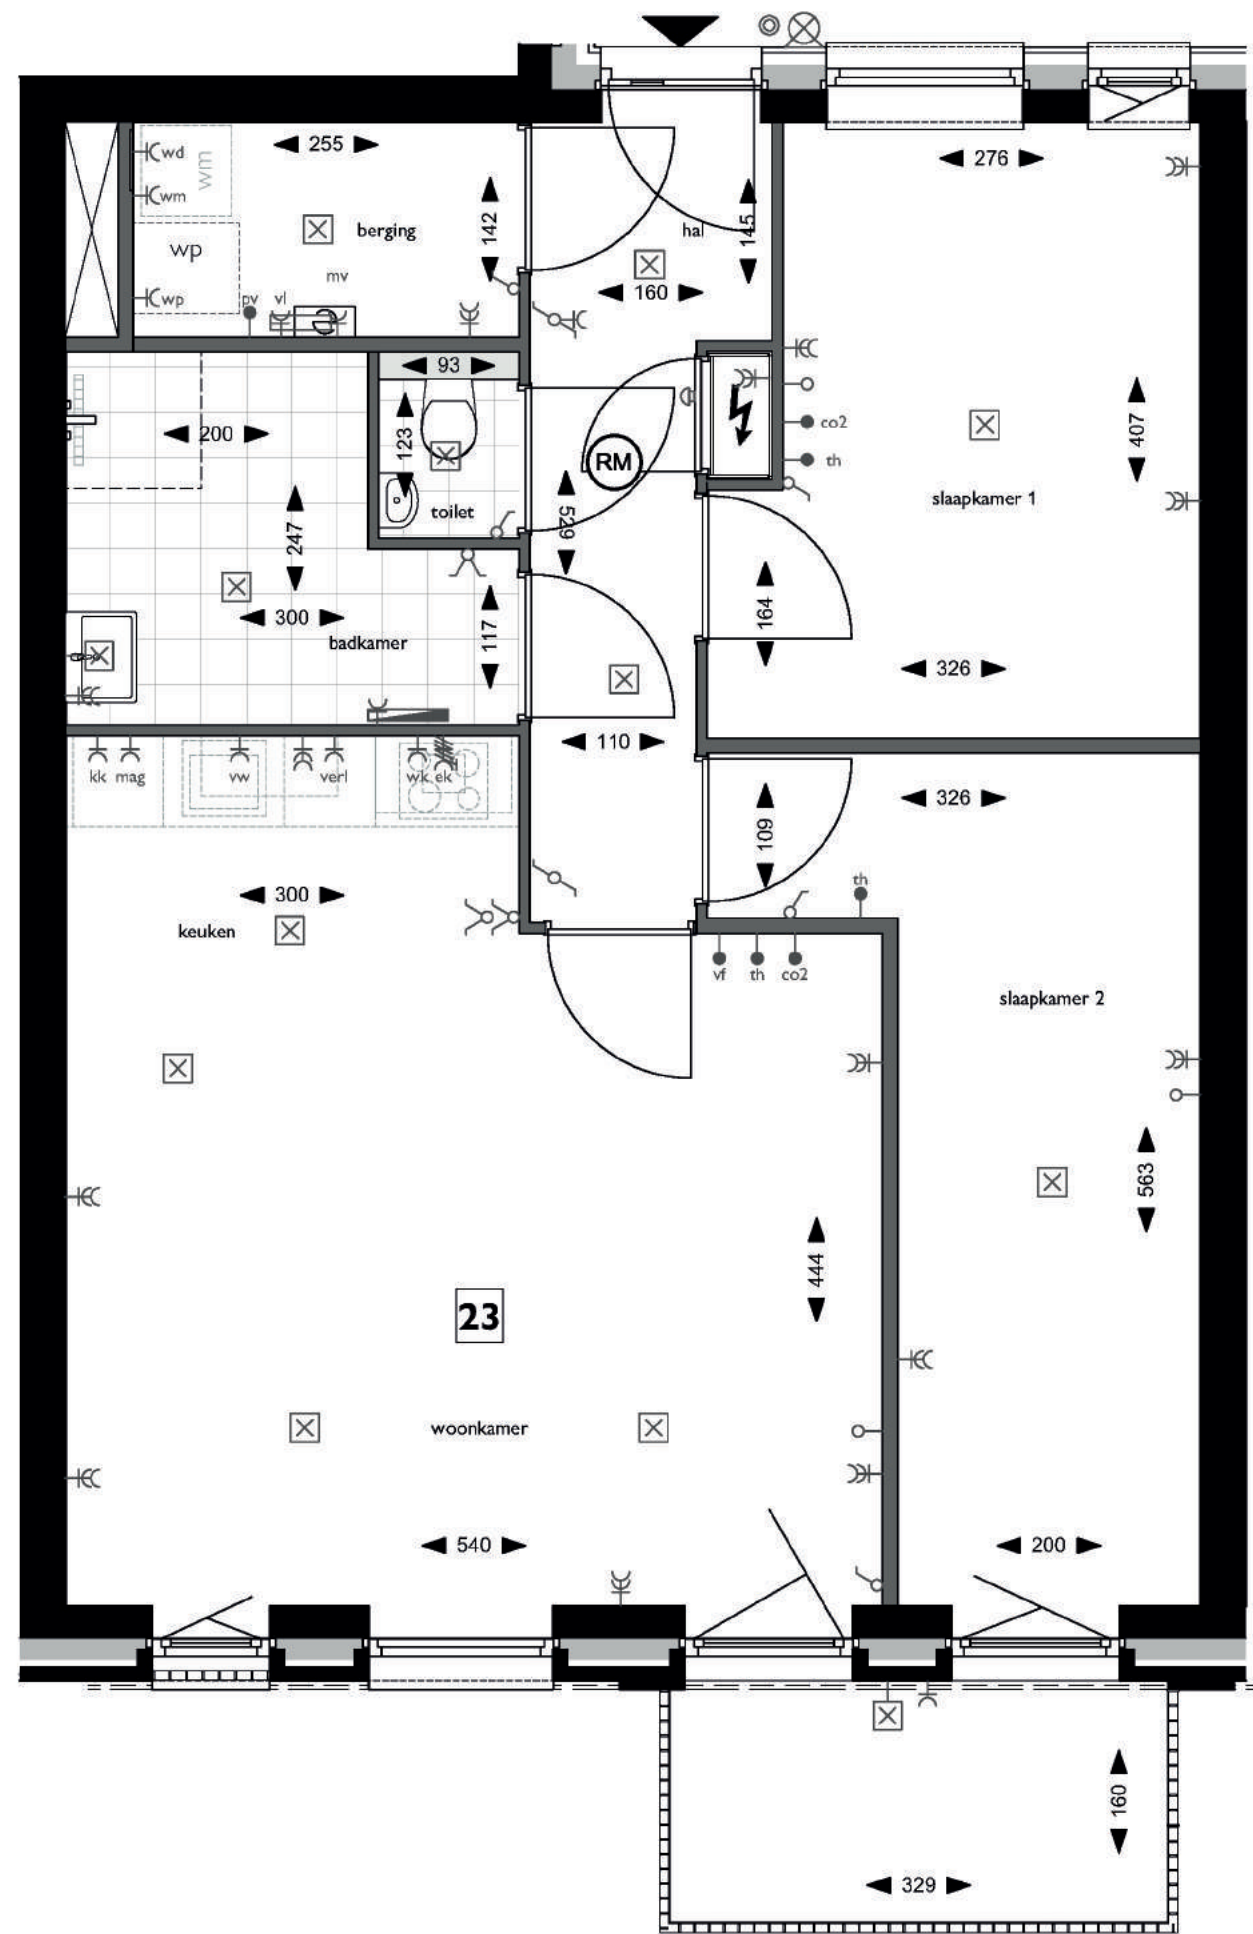 255
276
wd
wm
wm
142
berging
hal
145
wp
mv
160
wp
pv
vl
93
200
123
407
co2
RM
th
toilet
slaapkamer 1
529
247
300
164
badkamer
117
326
110
kk
mag
vw
verl
wk
ek
326
109
300
th
keuken
vf
th
co2
slaapkamer 2
563
444
23
woonkamer
540
200
160
329